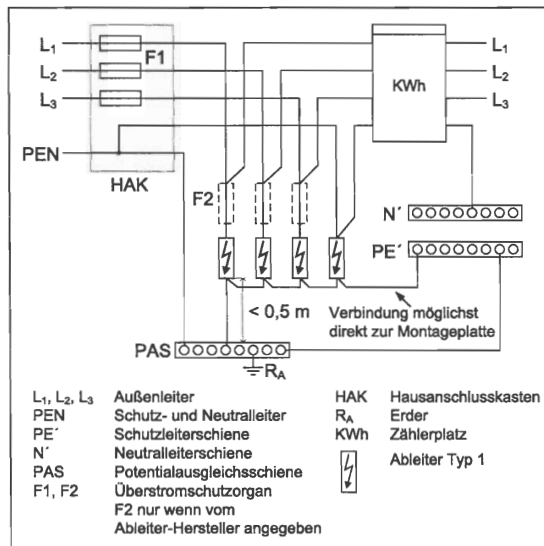 L₁
F1
L₁
L₂
L₂
KWh
L₃
L₃
PEN
HAK
F2
N´
PE´
< 0,5 m
Verbindung möglichst
direkt zur Montageplatte
PAS
R_A
L₁, L₂, L₃ Außenleiter
PEN Schutz- und Neutralleiter
PE´ Schutzleiterschiene
N´ Neutralleiterschiene
PAS Potentialausgleichsschiene
F1, F2 Überstromschutzorgan
F2 nur wenn vom
Ableiter-Hersteller angegeben
HAK Hausanschlusskasten
R_A Erder
KWh Zählerplatz
Ableiter Typ 1